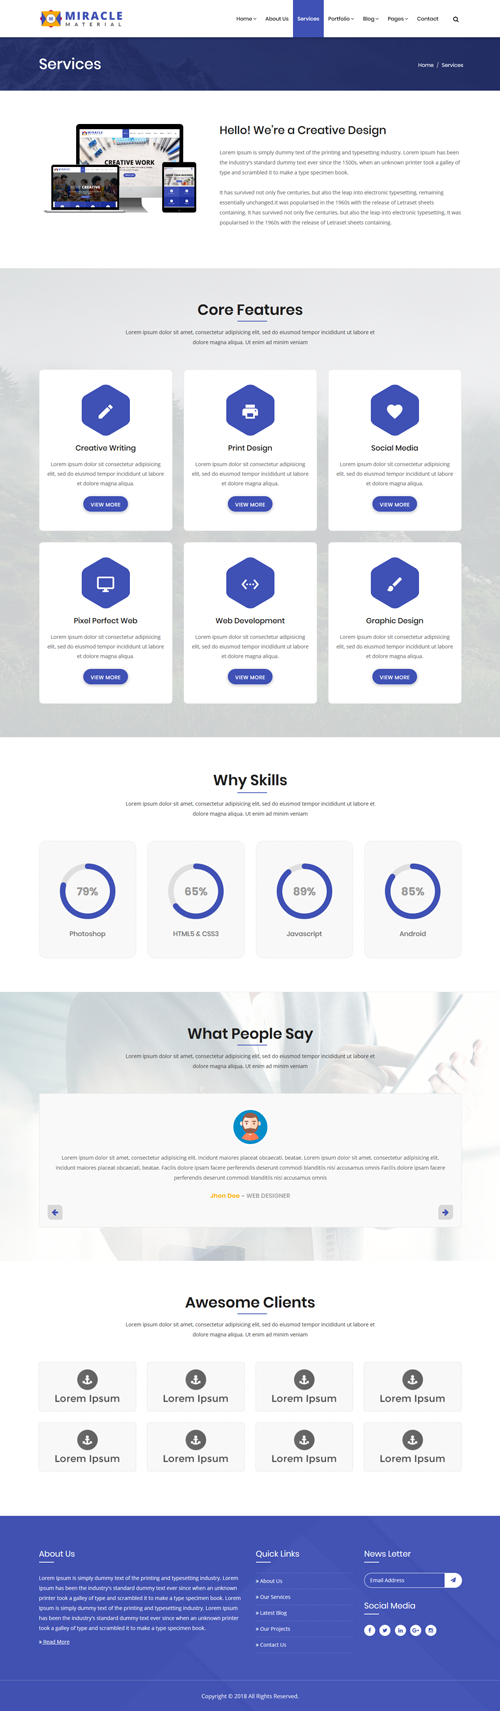 MIRACLE
MATERIAL
Home About Us Services Portfolio Blog Pages Contact
Services
Home / Services
Hello! We're a Creative Design
Lorem Ipsum is simply dummy text of the printing and typesetting industry. Lorem Ipsum has been
the industry's standard dummy text ever since the 1500s, when an unknown printer took a galley of
type and scrambled it to make a type specimen book.
It has survived not only five centuries, but also the leap into electronic typesetting, remaining
essentially unchanged.It was popularised in the 1960s with the release of Letraset sheets
containing. It has survived not only five centuries, but also the leap into electronic typesetting, It was
popularised in the 1960s with the release of Letraset sheets containing.
CREATIVE WORK
Core Features
Lorem ipsum dolor sit amet, consectetur adipisicing elit, sed do eiusmod tempor incididunt ut labore et
dolore magna aliqua. Ut enim ad minim veniam
Creative Writing
Lorem ipsum dolor sit consectetur adipisicing
elit, sed do eiusmod tempor incididunt ut labore
et dolore magna aliqua.
VIEW MORE
Print Design
Lorem ipsum dolor sit consectetur adipisicing
elit, sed do eiusmod tempor incididunt ut labore
et dolore magna aliqua.
VIEW MORE
Social Media
Lorem ipsum dolor sit consectetur adipisicing
elit, sed do eiusmod tempor incididunt ut labore
et dolore magna aliqua.
VIEW MORE
Pixel Perfect Web
Lorem ipsum dolor sit consectetur adipisicing
elit, sed do eiusmod tempor incididunt ut labore
et dolore magna aliqua.
VIEW MORE
Web Development
Lorem ipsum dolor sit consectetur adipisicing
elit, sed do eiusmod tempor incididunt ut labore
et dolore magna aliqua.
VIEW MORE
Graphic Design
Lorem ipsum dolor sit consectetur adipisicing
elit, sed do eiusmod tempor incididunt ut labore
et dolore magna aliqua.
VIEW MORE
Why Skills
Lorem ipsum dolor sit amet, consectetur adipisicing elit, sed do eiusmod tempor incididunt ut labore et
dolore magna aliqua. Ut enim ad minim veniam
79%
Photoshop
65%
HTML5 & CSS3
89%
Javascript
85%
Android
What People Say
Lorem ipsum dolor sit amet, consectetur adipisicing elit, sed do eiusmod tempor incididunt ut labore et
dolore magna aliqua. Ut enim ad minim veniam
Lorem ipsum dolor sit amet, consectetur adipisicing elit. Incidunt maiores placeat obcaecati, beatae. Lorem ipsum dolor sit amet, consectetur adipisicing elit.
Incidunt maiores placeat obcaecati, beatae. Facilis dolore ipsam facere perferendis deserunt commodi blanditiis nisi accusamus omnis Facilis dolore ipsam facere
perferendis deserunt commodi blanditiis nisi accusamus omnis
Jhon Doe – WEB DESIGNER
Awesome Clients
Lorem ipsum dolor sit amet, consectetur adipisicing elit, sed do eiusmod tempor incididunt ut labore et
dolore magna aliqua. Ut enim ad minim veniam
Lorem Ipsum Lorem Ipsum Lorem Ipsum Lorem Ipsum
Lorem Ipsum Lorem Ipsum Lorem Ipsum Lorem Ipsum
About Us
Lorem Ipsum is simply dummy text of the printing and typesetting industry. Lorem
Ipsum has been the industry's standard dummy text ever since when an unknown
printer took a galley of type and scrambled it to make a type specimen book. Lorem
Ipsum is simply dummy text of the printing and typesetting industry. Lorem Ipsum
has been the industry's standard dummy text ever since when an unknown printer
took a galley of type and scrambled it to make a type specimen book.
» Read More
Quick Links
» About Us
» Our Services
» Latest Blog
» Our Projects
» Contact Us
News Letter
Email Address
Social Media
Copyright © 2018 All Rights Reserved.